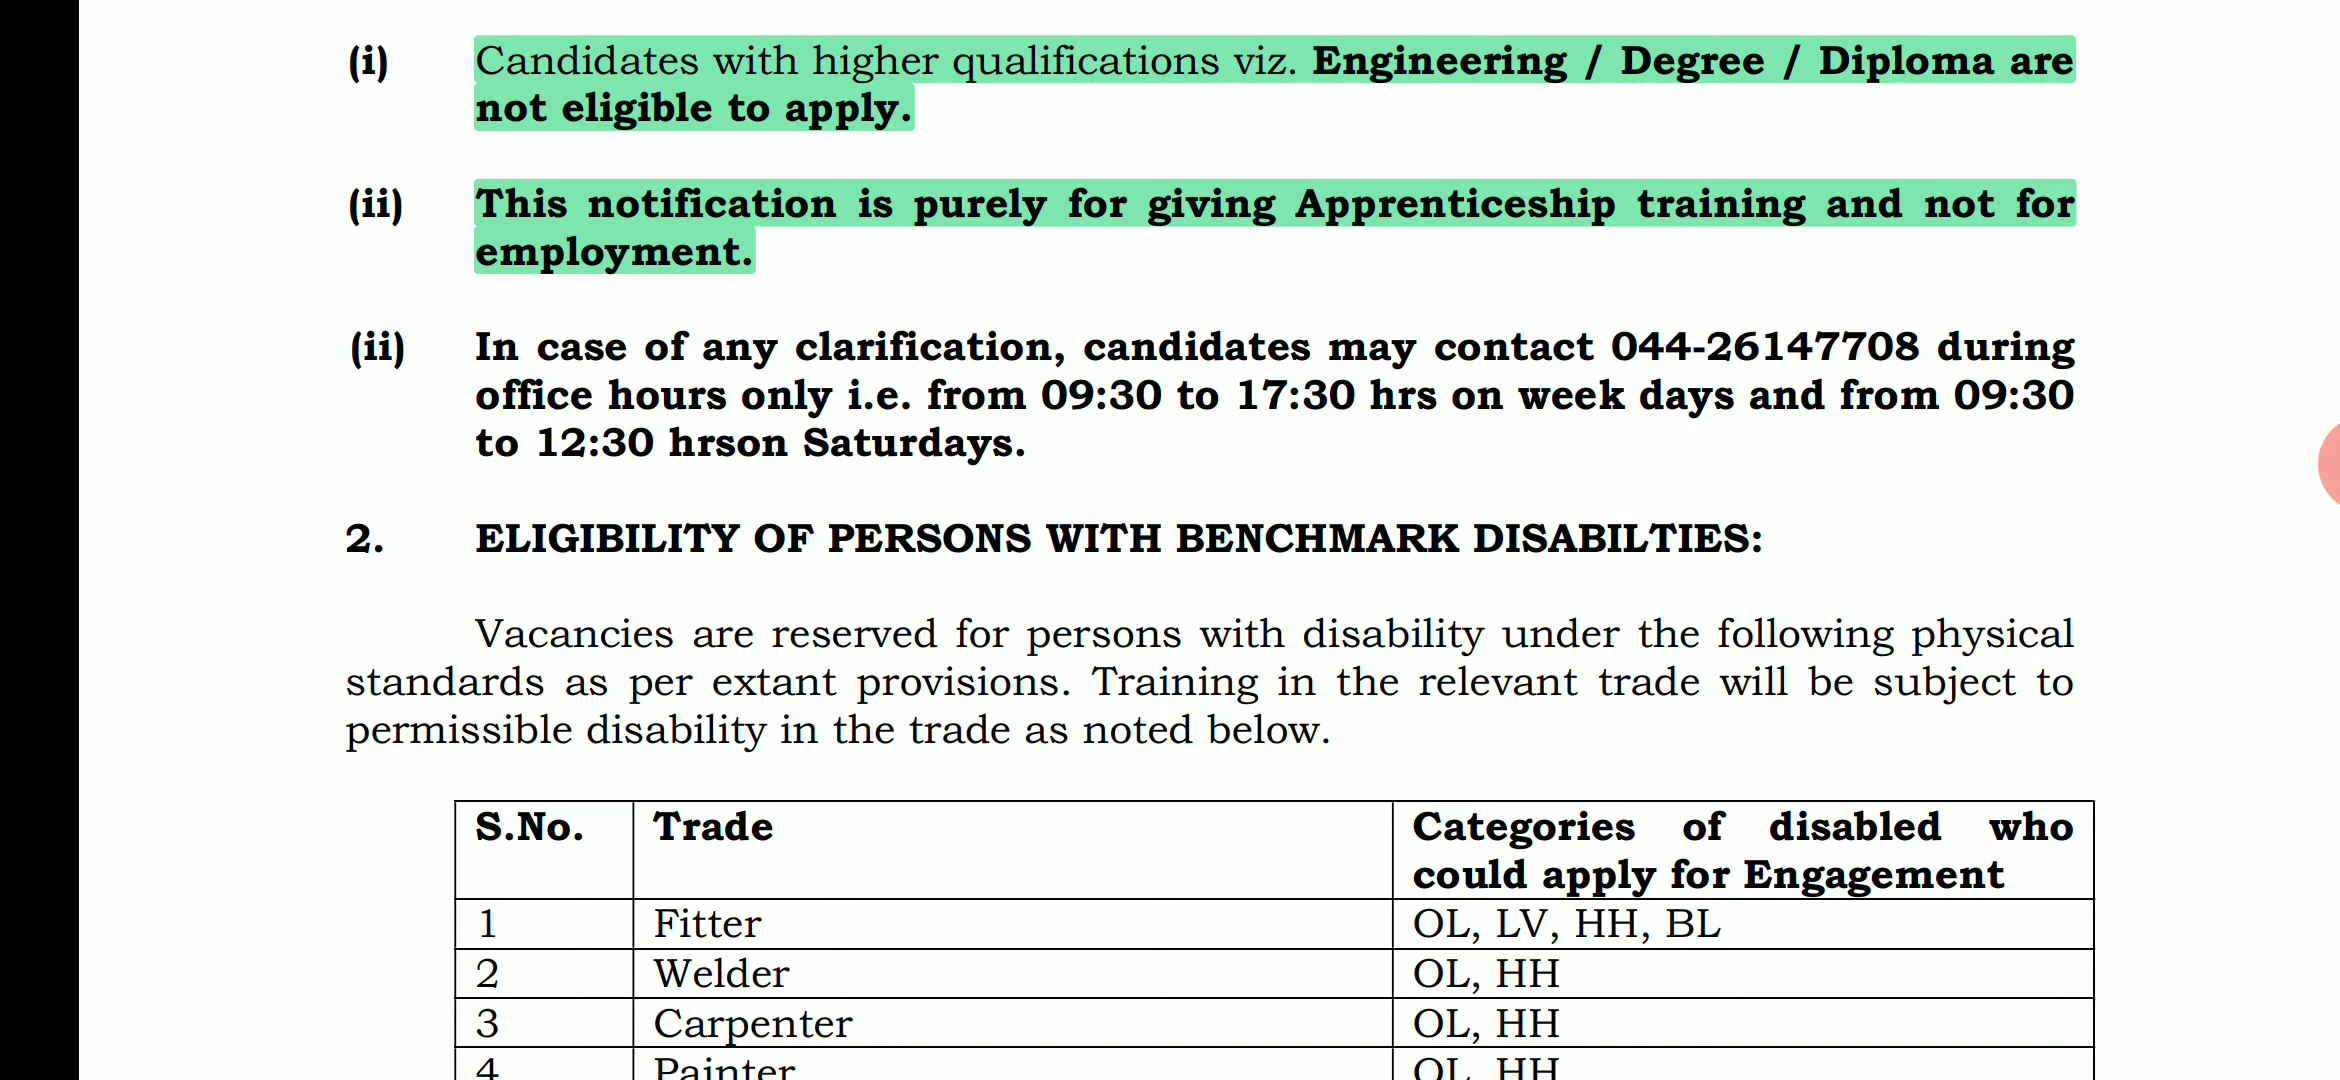 (i) Candidates with higher qualifications viz. Engineering / Degree / Diploma are
not eligible to apply.
(ii) This notification is purely for giving Apprenticeship training and not for
employment.
(ii) In case of any clarification, candidates may contact 044-26147708 during
office hours only i.e. from 09:30 to 17:30 hrs on week days and from 09:30
to 12:30 hrson Saturdays.
2. ELIGIBILITY OF PERSONS WITH BENCHMARK DISABILTIES:
Vacancies are reserved for persons with disability under the following physical
standards as per extant provisions. Training in the relevant trade will be subject to
permissible disability in the trade as noted below.
S.No. Trade Categories of disabled who
could apply for Engagement
1 Fitter OL, LV, HH, BL
2 Welder OL, HH
3 Carpenter OL, HH
4 Painter OL, HH